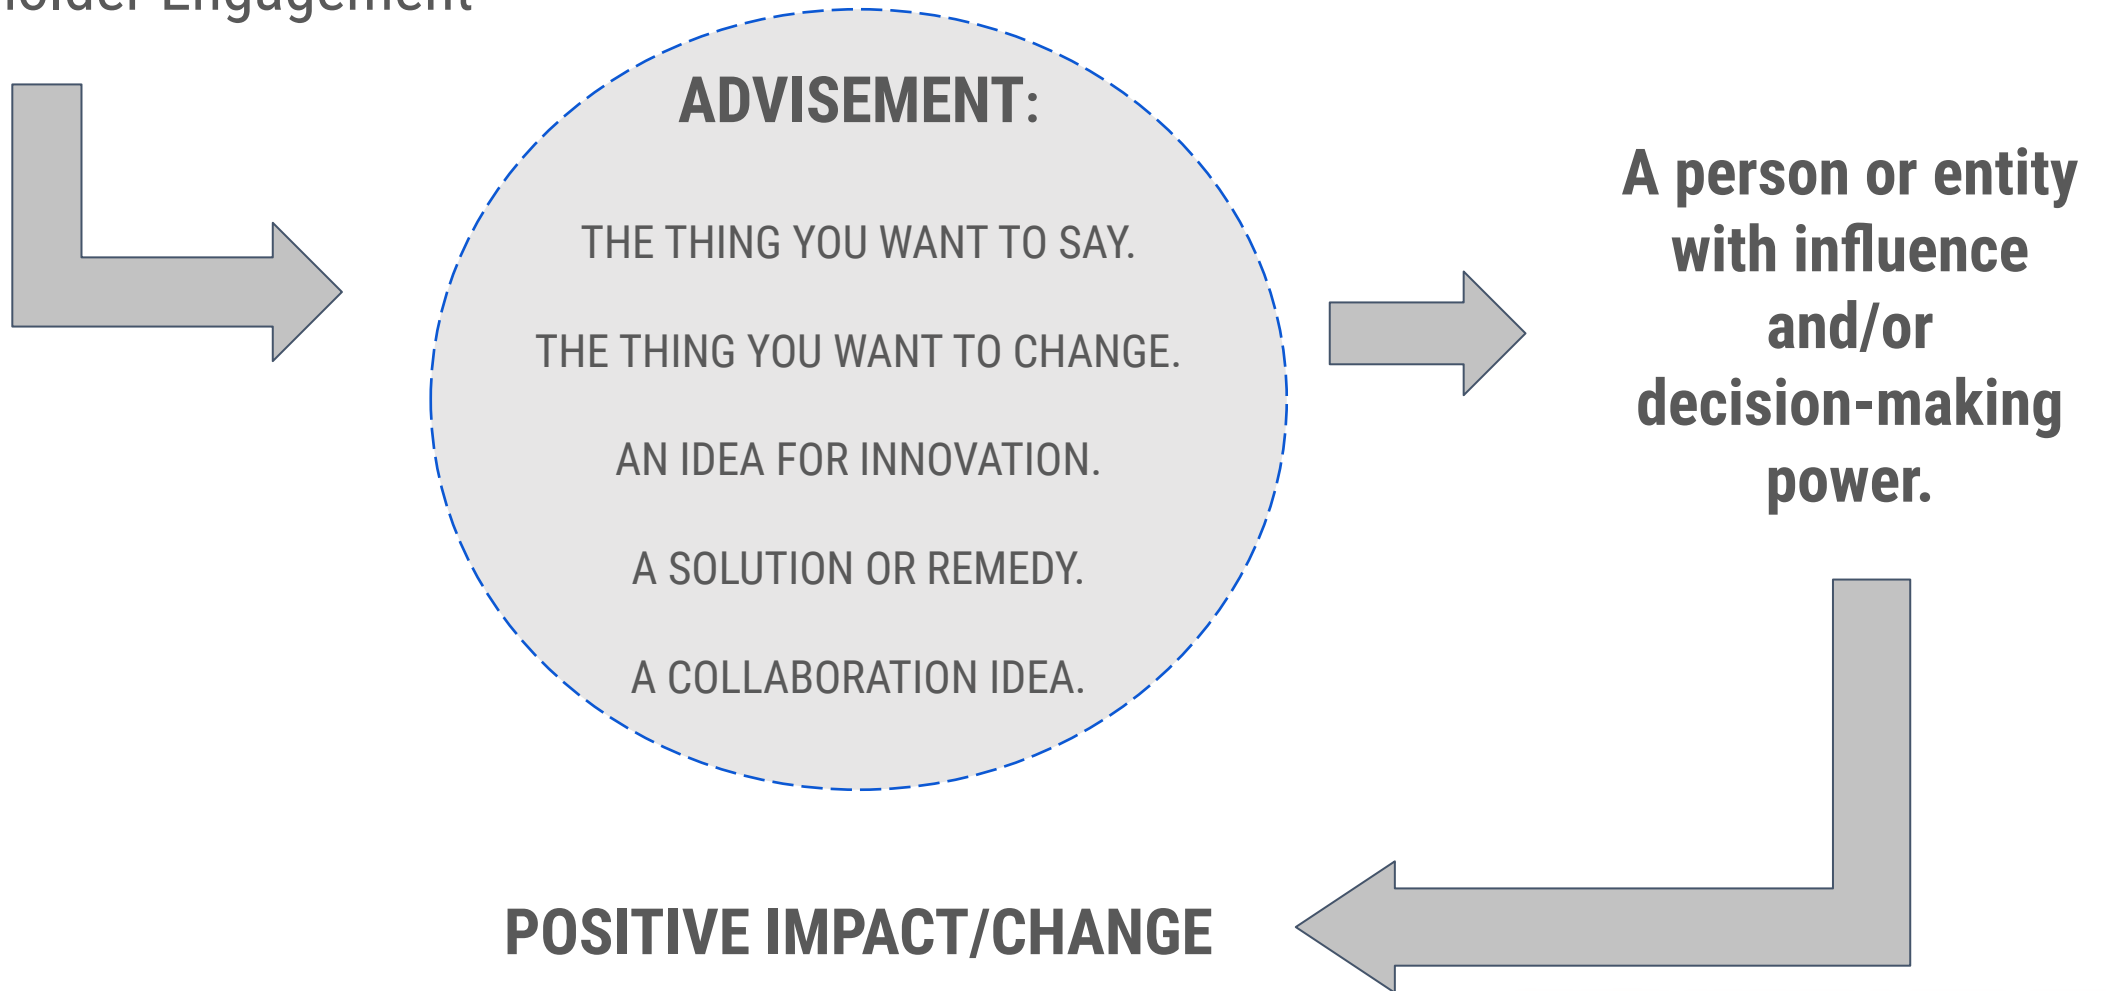 Engagement
ADVISEMENT:
THE THING YOU WANT TO SAY.
THE THING YOU WANT TO CHANGE.
AN IDEA FOR INNOVATION.
A SOLUTION OR REMEDY.
A COLLABORATION IDEA.
A person or entity
with influence
and/or
decision-making
power.
POSITIVE IMPACT/CHANGE